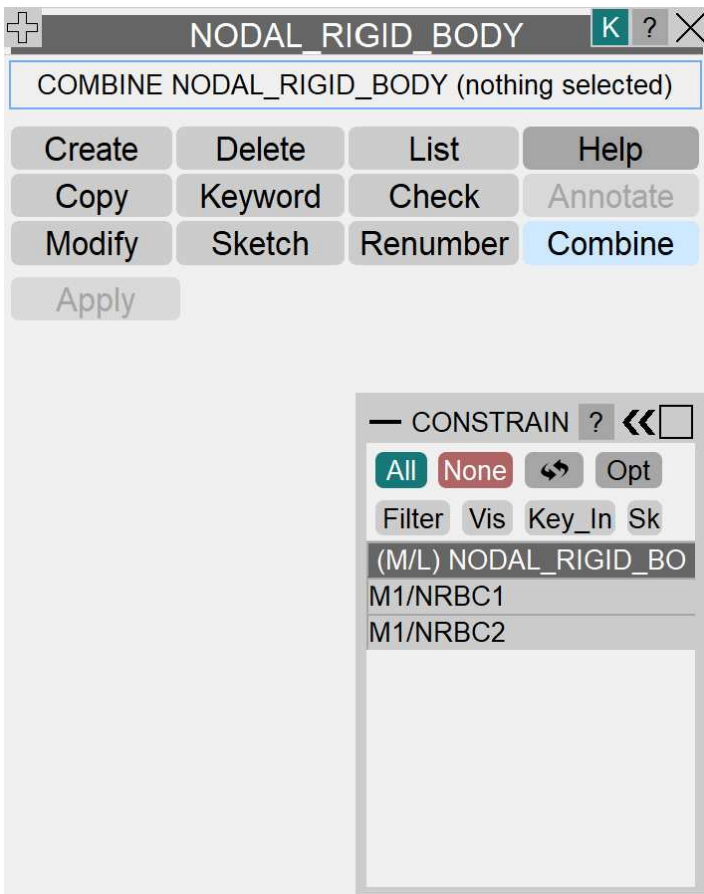 NODAL_RIGID_BODY K ?
COMBINE NODAL_RIGID_BODY (nothing selected)
Create Delete List Help
Copy Keyword Check Annotate
Modify Sketch Renumber Combine
Apply
CONSTRAIN ?
All None Opt
Filter Vis Key_In Sk
(M/L) NODAL_RIGID_BO
M1/NRBC1
M1/NRBC2